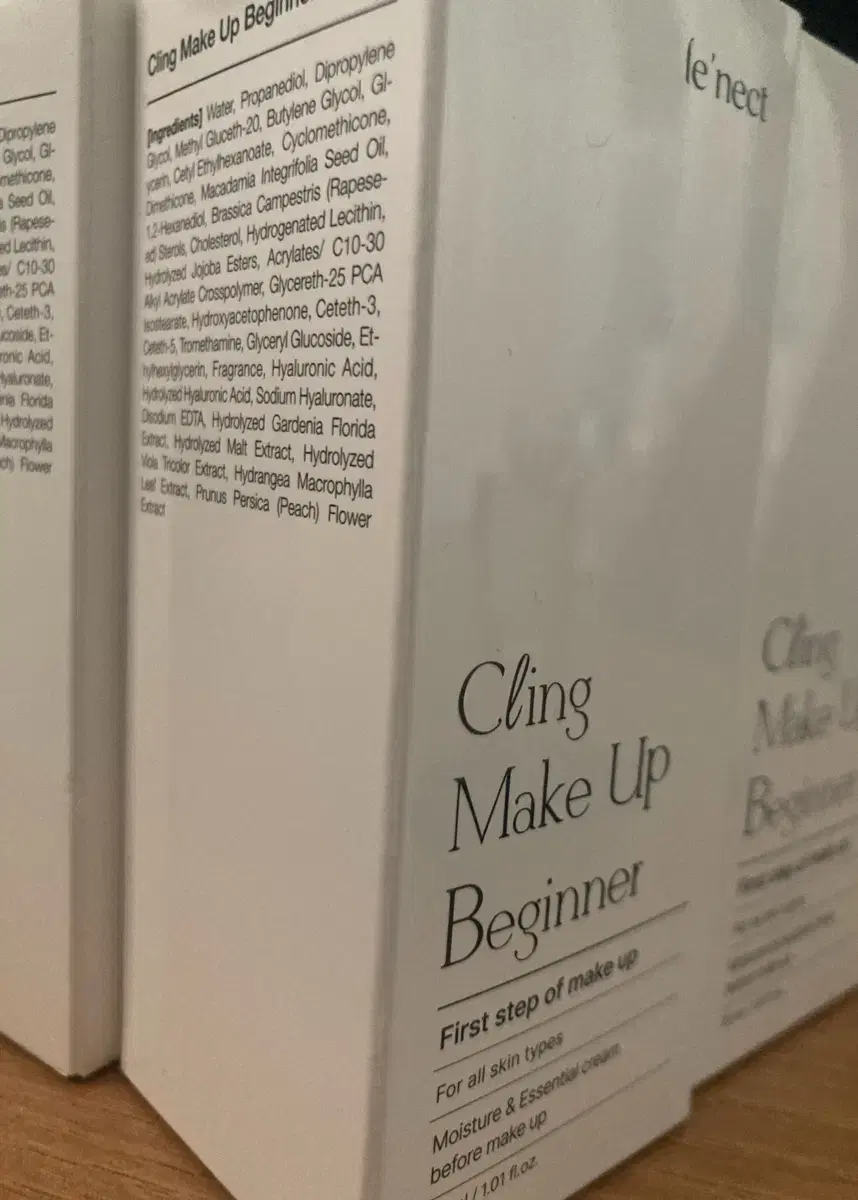 Dipropylene
Glycol, Gl-
methicone,
Seed Oil,
(Rapese-
ed Lecithin,
C10-30
eth-25 PCA
Ceteth-3,
ucoside, Et-
ronic Acid,
Hyaluronate,
enia Florida
Hydrolyzed
Macrophylla
ch) Flower
Cling Make Up Beginne
[Ingredients] Water, Propanediol, Dipropylene
Glycol, Methyl Gluceth-20, Butylene Glycol, Gl-
ycerin, Cetyl Ethylhexanoate, Cyclomethicone,
Dimethicone, Macadamia Integrifolia Seed Oil,
1,2-Hexanediol, Brassica Campestris (Rapese-
ad) Sterols, Cholesterol, Hydrogenated Lecithin,
Hydrolyzed Jojoba Esters, Acrylates/ C10-30
Alkyl Acrylate Crosspolymer, Glycereth-25 PCA
Isostearate, Hydroxyacetophenone, Ceteth-3,
Ceteth-5, Tromethamine, Glyceryl Glucoside, Et-
hylhexylglycerin, Fragrance, Hyaluronic Acid,
Hydrolyzed Hyaluronic Acid, Sodium Hyaluronate,
Disodium EDTA, Hydrolyzed Gardenia Florida
Extract, Hydrolyzed Malt Extract, Hydrolyzed
Viola Tricolor Extract, Hydrangea Macrophylla
Leaf Extract, Prunus Persica (Peach) Flower
Extract
le'nect
Cling
Make Up
Beginner
First step of make up
For all skin types
Moisture & Essential cream
before make up
/ 1.01 fl.oz.
Cling
Make U
Beginner